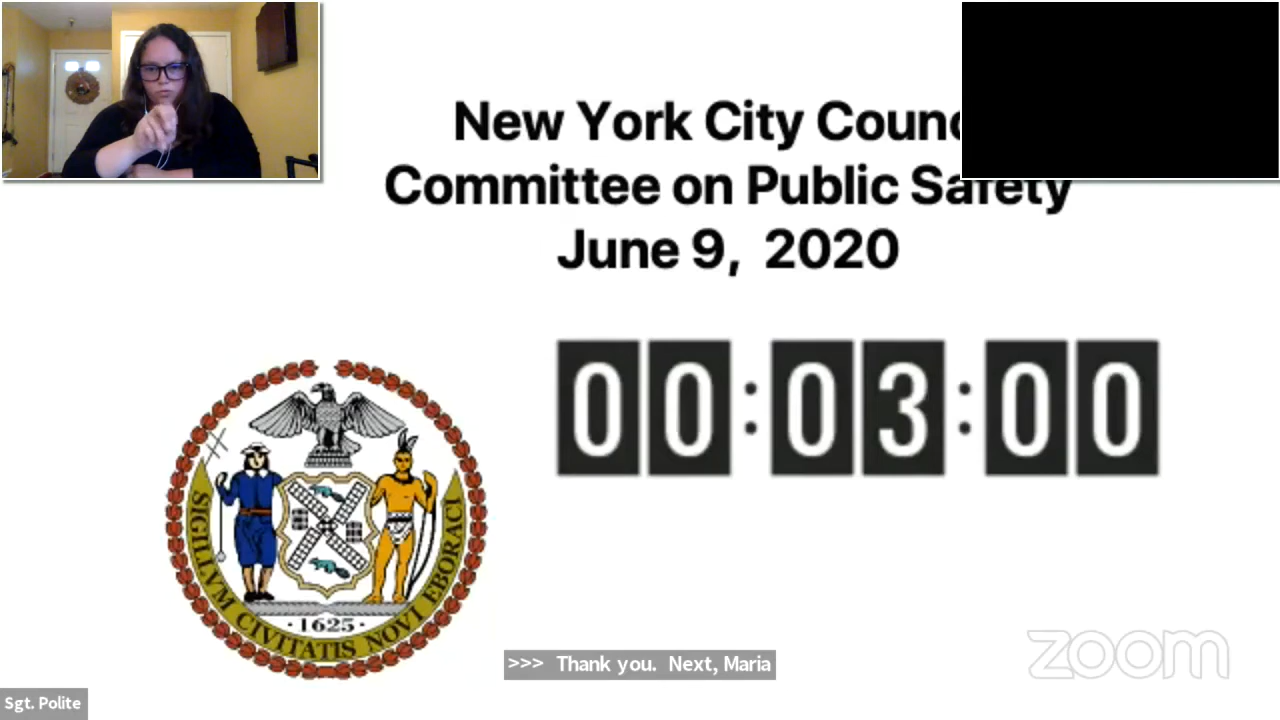 New York City Counc
Committee on Public Safety
June 9, 2020
00:03:00
SIGILLVM CIVITATIS NOVI EBORACI
·1625·
>>> Thank you. Next, Maria
zoom
Sgt. Polite